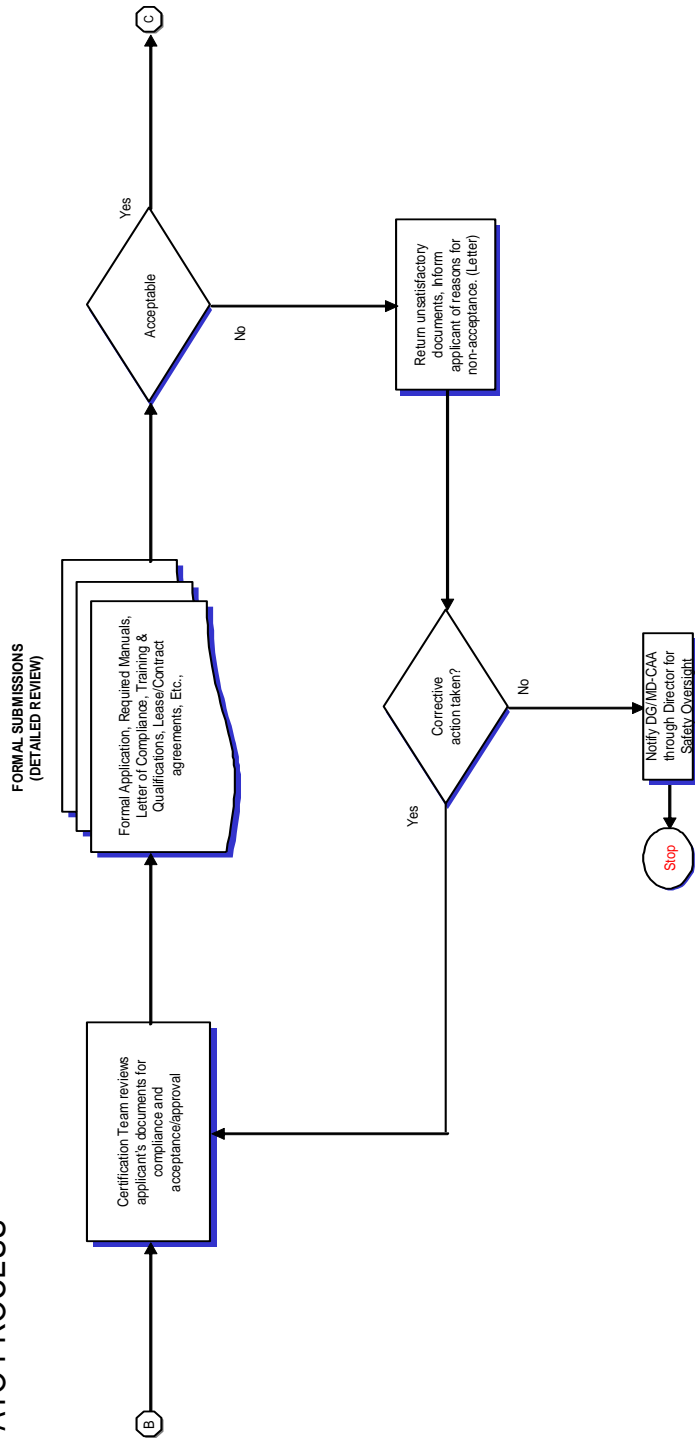 ATO PROCESS
FORMAL SUBMISSIONS
(DETAILED REVIEW)
B
Certification Team reviews
applicant's documents for
compliance and
acceptance/approval
Formal Application, Required Manuals,
Letter of Compliance, Training &
Qualifications, Lease/Contract
agreements, Etc.,
Acceptable
Yes
C
No
Return unsatisfactory
documents, Inform
applicant of reasons for
non-acceptance. (Letter)
Corrective
action taken?
Yes
No
Notify DG/MD-CAA
through Director for
Safety Oversight
Stop